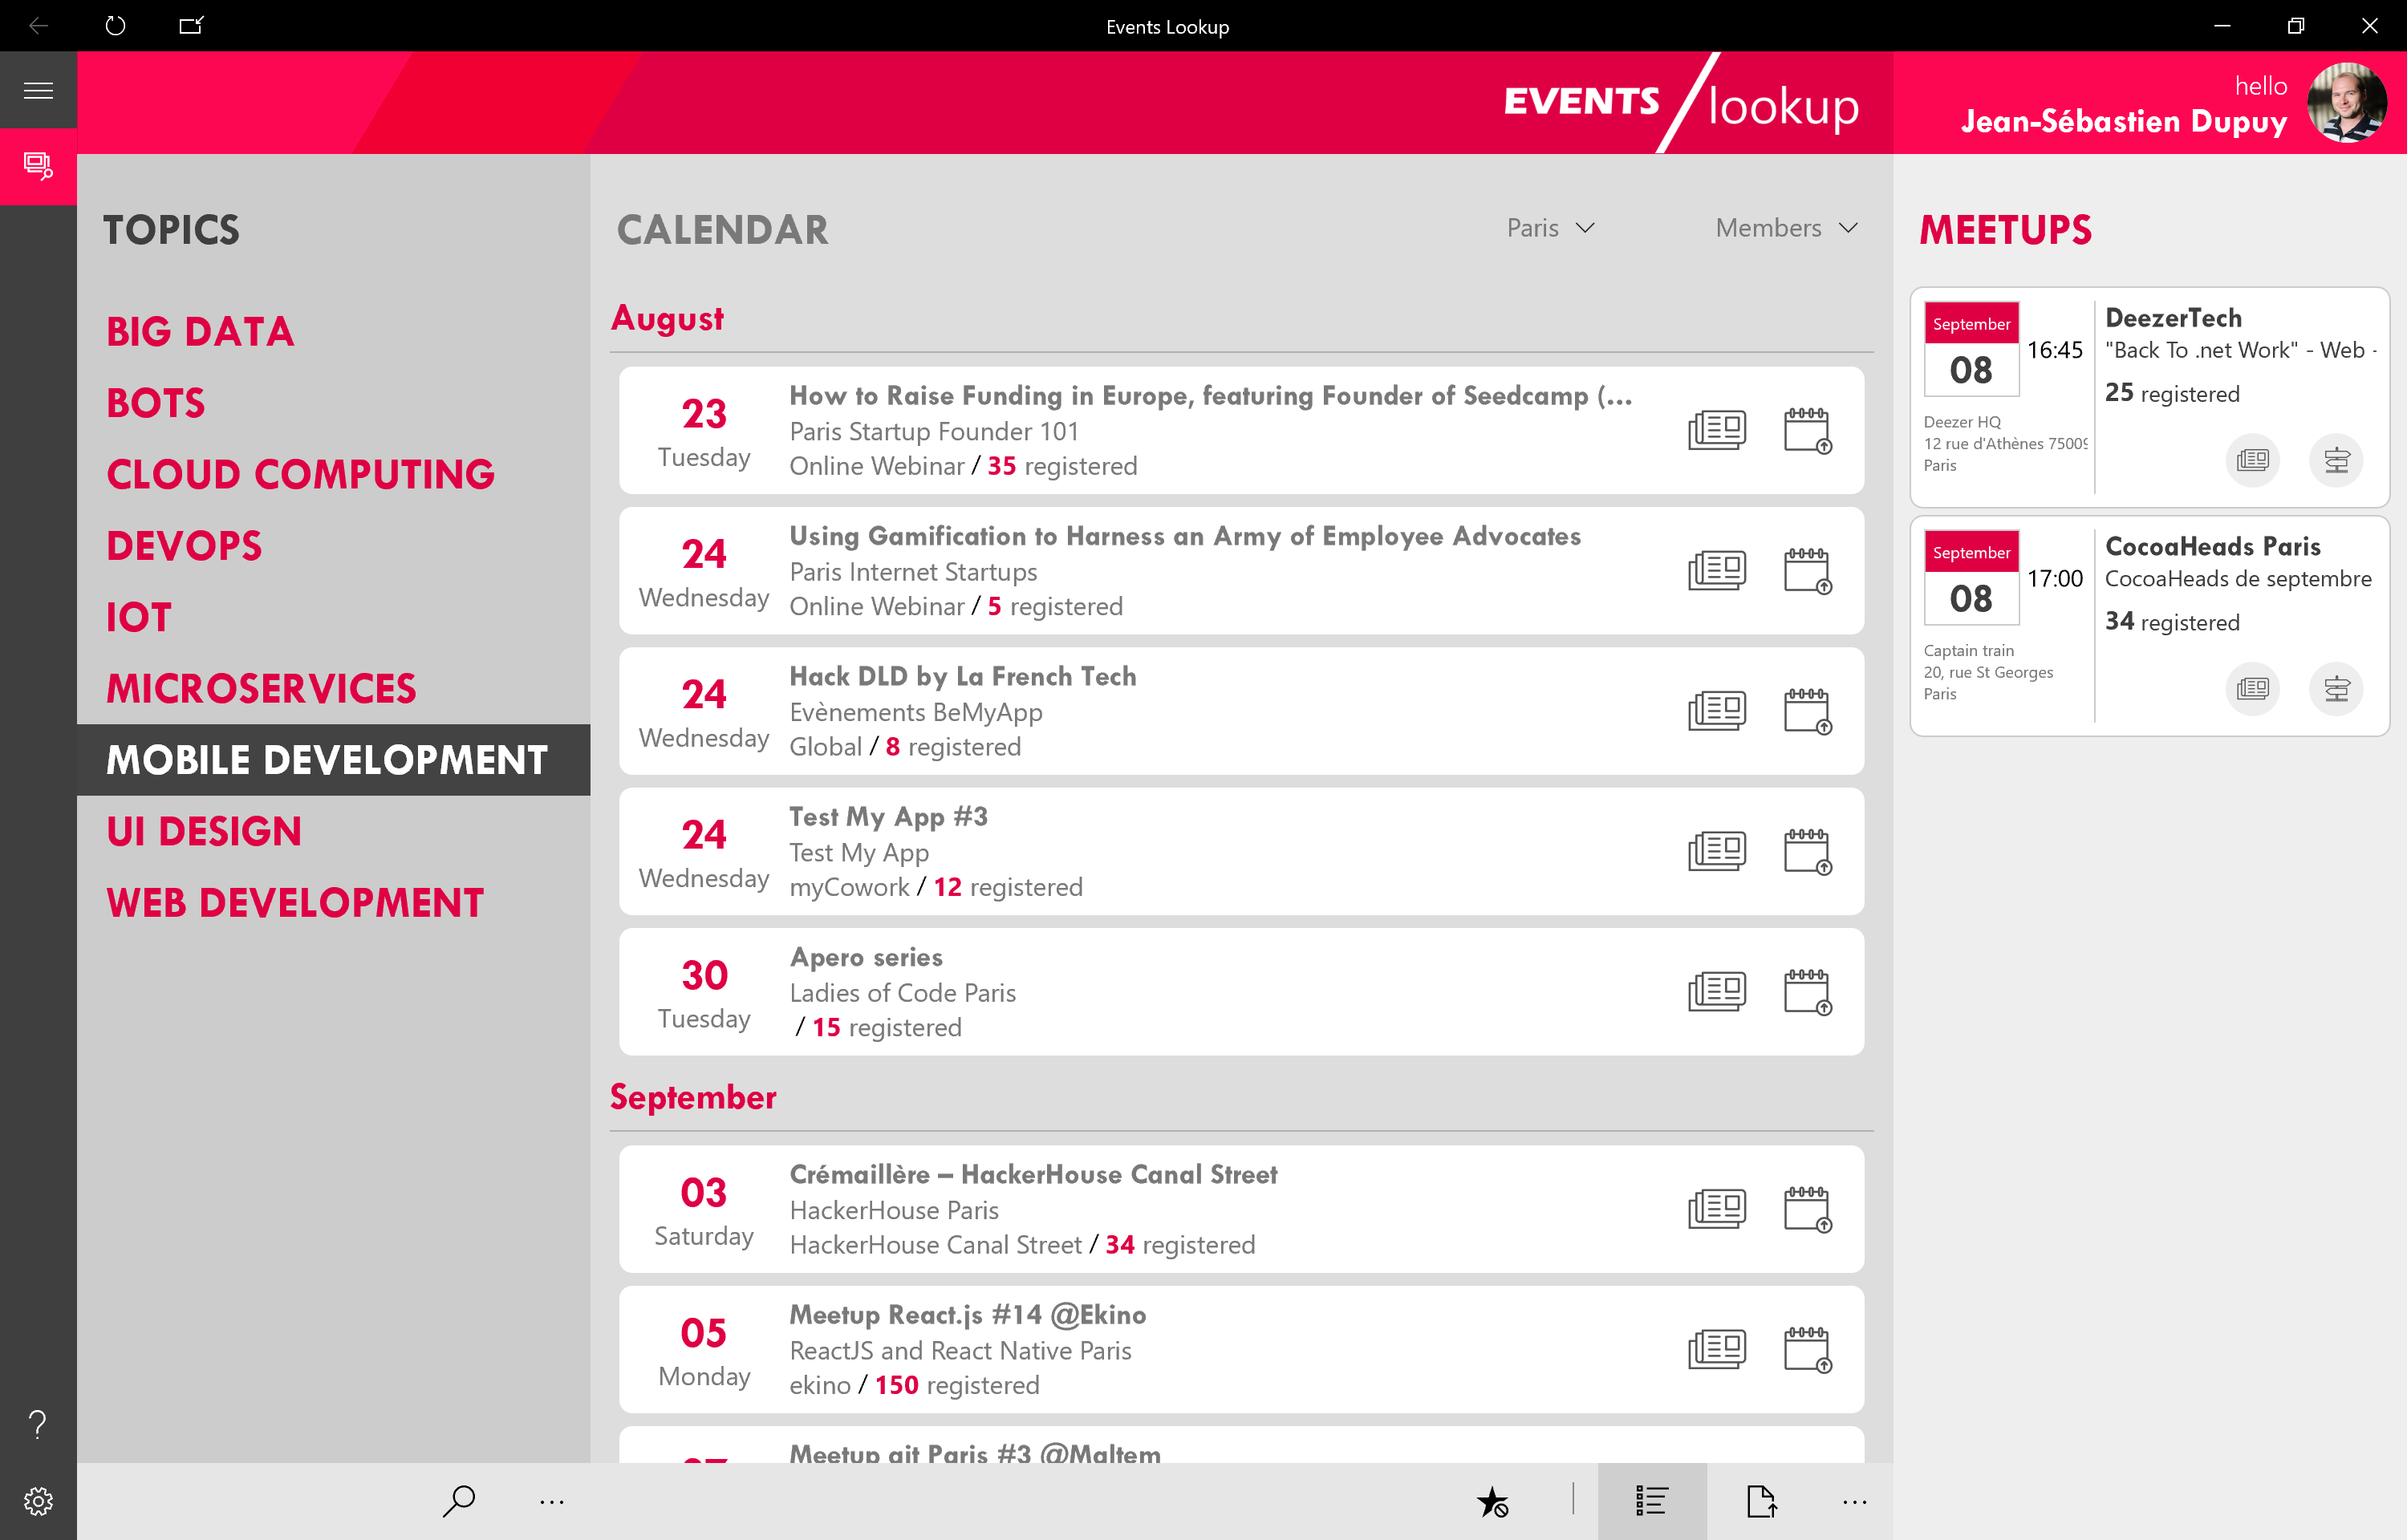 Events Lookup
EVENTS lookup
hello
Jean-Sébastien Dupuy
TOPICS
BIG DATA
BOTS
CLOUD COMPUTING
DEVOPS
IOT
MICROSERVICES
MOBILE DEVELOPMENT
UI DESIGN
WEB DEVELOPMENT
CALENDAR
Paris
Members
August
23
Tuesday
How to Raise Funding in Europe, featuring Founder of Seedcamp (...
Paris Startup Founder 101
Online Webinar / 35 registered
24
Wednesday
Using Gamification to Harness an Army of Employee Advocates
Paris Internet Startups
Online Webinar / 5 registered
24
Wednesday
Hack DLD by La French Tech
Evènements BeMyApp
Global / 8 registered
24
Wednesday
Test My App #3
Test My App
myCowork / 12 registered
30
Tuesday
Apero series
Ladies of Code Paris
/ 15 registered
September
03
Saturday
Crémaillère – HackerHouse Canal Street
HackerHouse Paris
HackerHouse Canal Street / 34 registered
05
Monday
Meetup React.js #14 @Ekino
ReactJS and React Native Paris
ekino / 150 registered
Meetup git Paris #3 @Maltem
MEETUPS
September
08
16:45
Deezer HQ
12 rue d'Athènes 75009
Paris
DeezerTech
"Back To .net Work" - Web -
25 registered
September
08
17:00
Captain train
20, rue St Georges
Paris
CocoaHeads Paris
CocoaHeads de septembre
34 registered